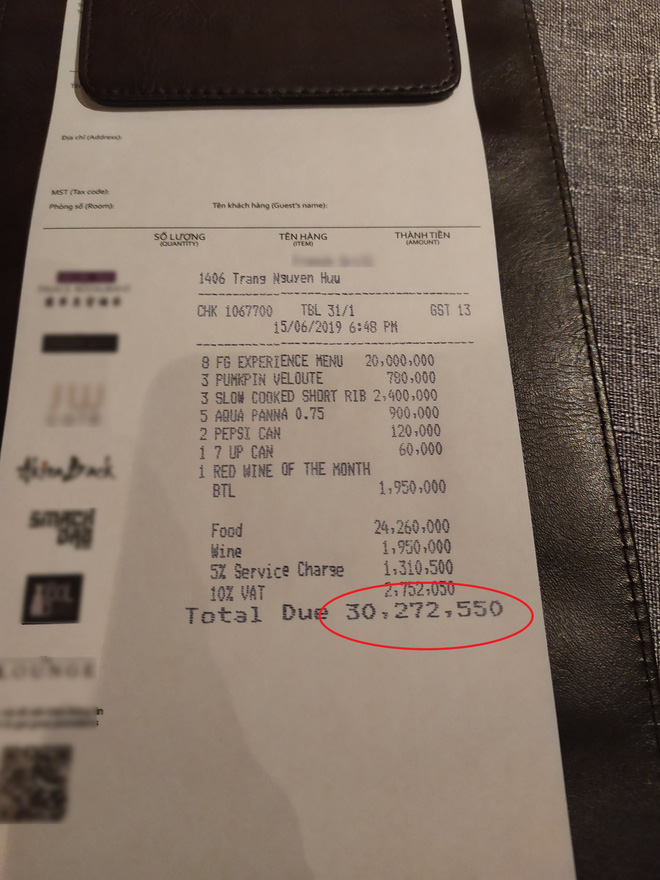 Địa chỉ (Address):
MST (Tax code):
Phòng số (Room): Tên khách hàng (Guest's name):
SỐ LƯỢNG TÊN HÀNG THÀNH TIỀN
(QUANTITY) (ITEM) (AMOUNT)
1406 Trang Nguyen Huu
CHK 1067700 TBL 31/1 GST 13
15/06/2019 6:48 PM
8 FG EXPERIENCE MENU 20,000,000
3 PUMKPIN VELOUTE 780,000
3 SLOW COOKED SHORT RIB 2,400,000
5 AQUA PANNA 0.75 900,000
2 PEPSI CAN 120,000
1 7 UP CAN 60,000
1 RED WINE OF THE MONTH
BTL 1,950,000
Food 24,260,000
Wine 1,950,000
5% Service Charge 1,310,500
10% VAT 2,752,050
Total Due 30,272,550
LOUNGE